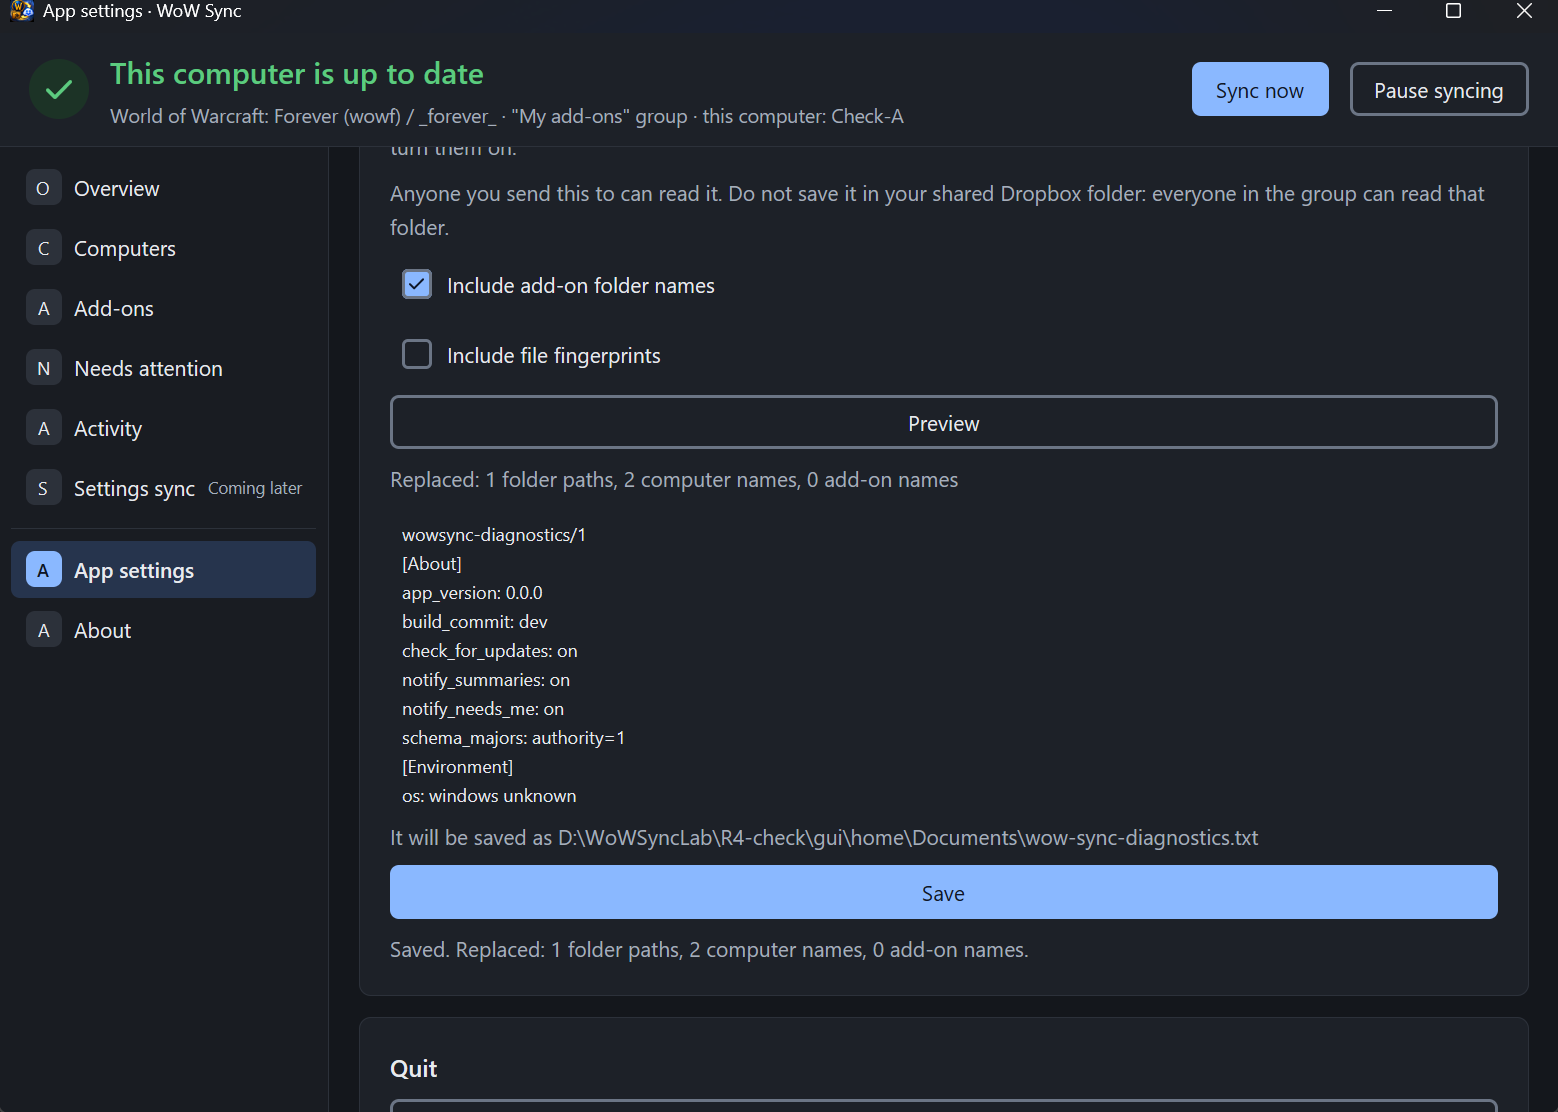 App settings · WoW Sync
This computer is up to date
World of Warcraft: Forever (wowf) / _forever_ · "My add-ons" group · this computer: Check-A
Sync now
Pause syncing
O Overview
C Computers
A Add-ons
N Needs attention
A Activity
S Settings sync Coming later
A App settings
A About
turn them on.
Anyone you send this to can read it. Do not save it in your shared Dropbox folder: everyone in the group can read that
folder.
Include add-on folder names
Include file fingerprints
Preview
Replaced: 1 folder paths, 2 computer names, 0 add-on names
wowsync-diagnostics/1
[About]
app_version: 0.0.0
build_commit: dev
check_for_updates: on
notify_summaries: on
notify_needs_me: on
schema_majors: authority=1
[Environment]
os: windows unknown
It will be saved as D:\WoWSyncLab\R4-check\gui\home\Documents\wow-sync-diagnostics.txt
Save
Saved. Replaced: 1 folder paths, 2 computer names, 0 add-on names.
Quit